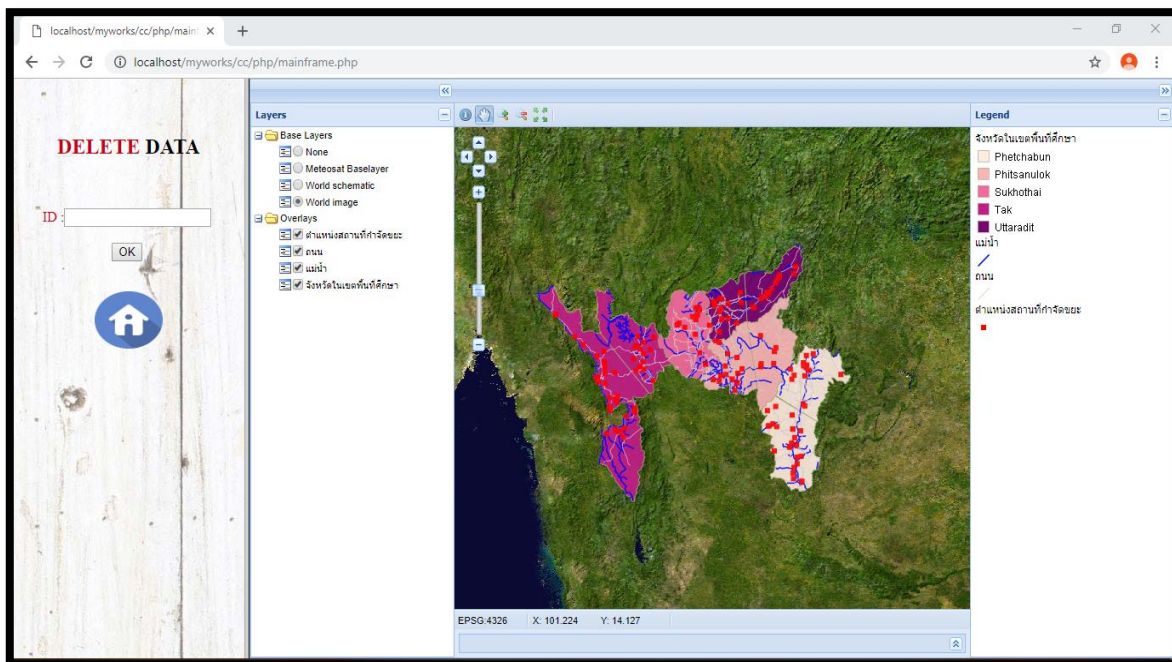 localhost/myworks/cc/php/main
localhost/myworks/cc/php/mainframe.php
DELETE DATA
ID :
OK
Layers
Base Layers
None
Meteosat Baselayer
World schematic
World image
Overlays
ตำแหน่งสถานที่กำจัดขยะ
ถนน
แม่น้ำ
จังหวัดในเขตพื้นที่ศึกษา
EPSG:4326 X: 101.224 Y: 14.127
Legend
จังหวัดในเขตพื้นที่ศึกษา
Phetchabun
Phitsanulok
Sukhothai
Tak
Uttaradit
แม่น้ำ
ถนน
ตำแหน่งสถานที่กำจัดขยะ